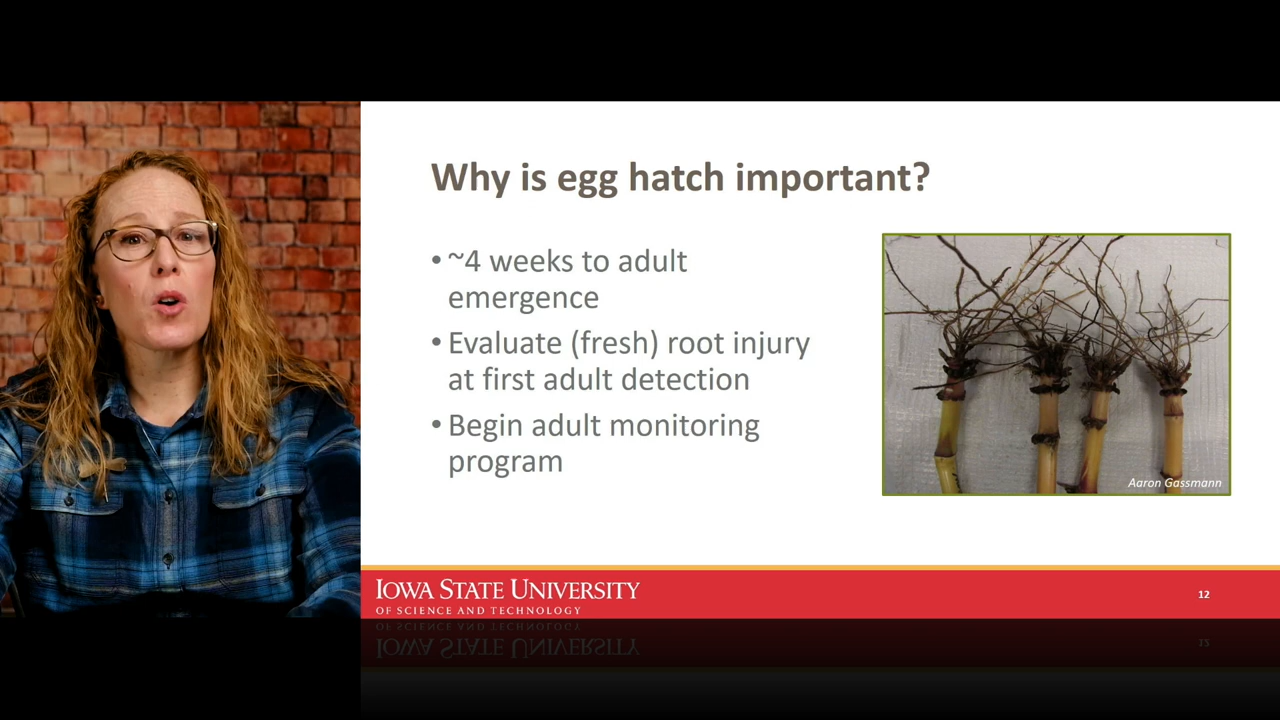 Why is egg hatch important?
• ~4 weeks to adult
emergence
• Evaluate (fresh) root injury
at first adult detection
• Begin adult monitoring
program
Aaron Gassmann
IOWA STATE UNIVERSITY
OF SCIENCE AND TECHNOLOGY
12